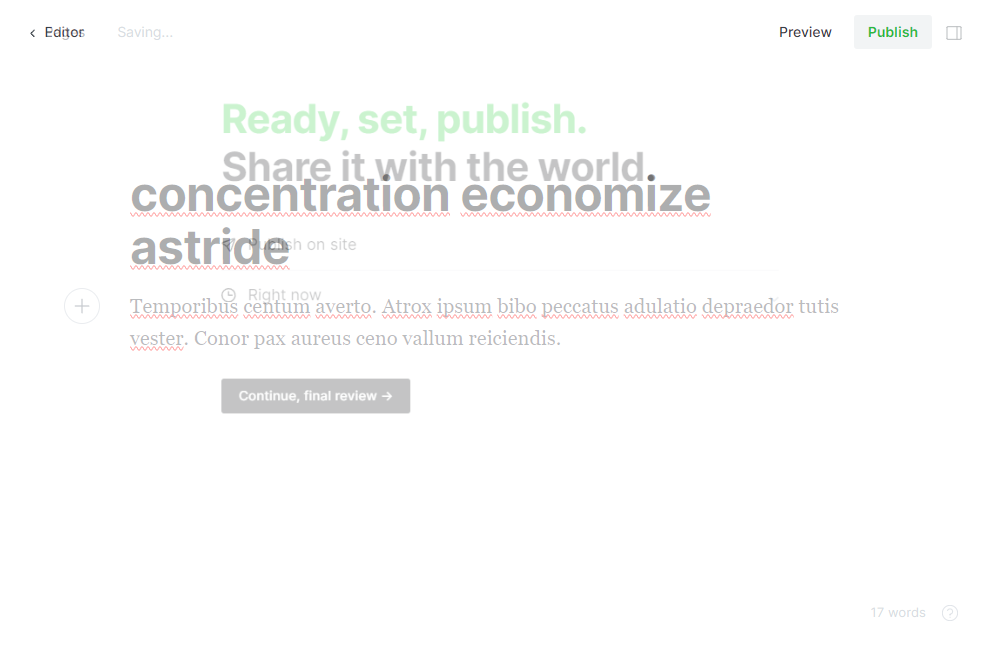 Editor
Saving...
Preview
Publish
Ready, set, publish.
Share it with the world.
concentration economize
astride
Publish on site
Right now
Temporibus centum averto. Atrox ipsum bibo peccatus adulatio depraedor tutis
vester. Conor pax aureus ceno vallum reiciendis.
Continue, final review →
17 words